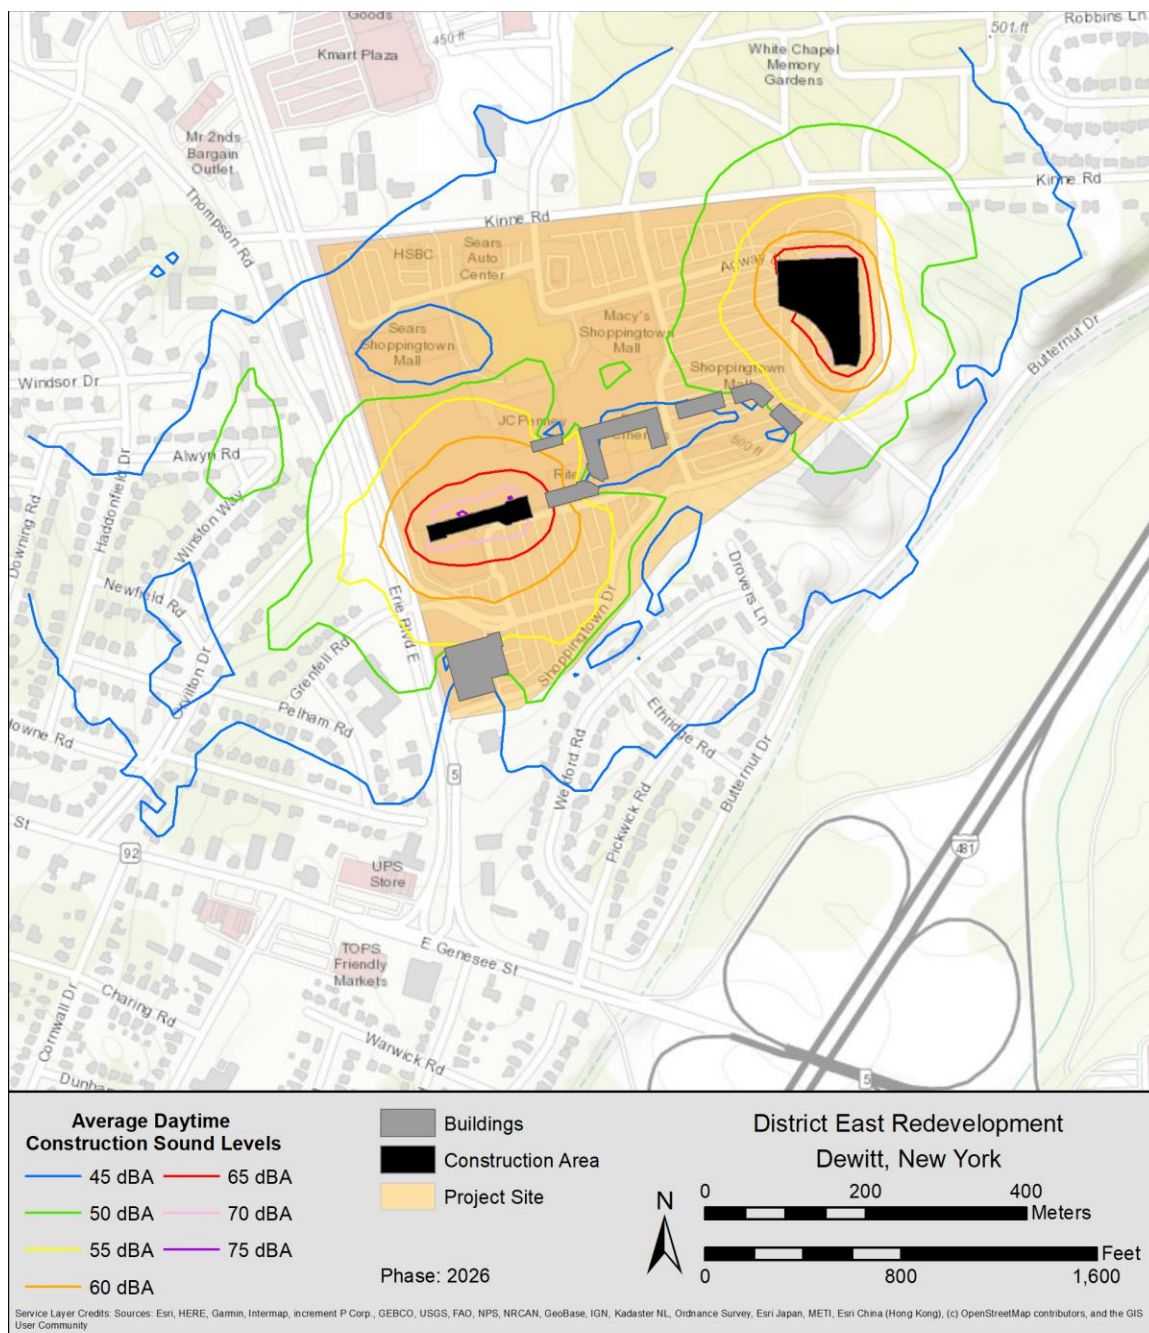 Goods
450 ft
Robbins Ln
501 ft
Kmart Plaza
White Chapel
Memory
Gardens
Mr 2nds
Bargain
Outlet
Thompson Rd
Kinne Rd
Kinne Rd
HSBC
Sears
Auto
Center
Agway
Sears
Shoppingtown
Mall
Macy's
Shoppingtown
Mall
Shoppingtown
Mall
Butternut Dr
Windsor Dr
JCPenney
500 ft
Alwyn Rd
Haddonfield Dr
Downing Rd
Winston Way
Rite
Newfield Rd
Erie Blvd E
Drovers Ln
Shoppingtown Dr
Grenfell Rd
Pelham Rd
Ethridge Rd
Butternut Dr
Wexford Rd
Pickwick Rd
5
St
92
481
UPS
Store
E Genesee St
TOPS
Friendly
Markets
Charing Rd
Cornwall Dr
Warwick Rd
5
Average Daytime
Construction Sound Levels
45 dBA
65 dBA
50 dBA
70 dBA
55 dBA
75 dBA
60 dBA
Buildings
Construction Area
Project Site
Phase: 2026
District East Redevelopment
Dewitt, New York
N
0 200 400
Meters
Feet
0 800 1,600
Service Layer Credits: Sources: Esri, HERE, Garmin, Intermap, increment P Corp., GEBCO, USGS, FAO, NPS, NRCAN, GeoBase, IGN, Kadaster NL, Ordnance Survey, Esri Japan, METI, Esri China (Hong Kong), (c) OpenStreetMap contributors, and the GIS
User Community